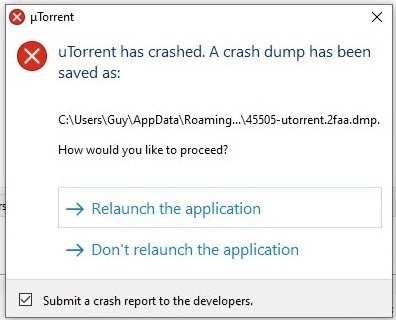 µTorrent
uTorrent has crashed. A crash dump has been
saved as:
C:\Users\Guy\AppData\Roaming...\45505-utorrent.2faa.dmp.
How would you like to proceed?
Relaunch the application
Don't relaunch the application
Submit a crash report to the developers.